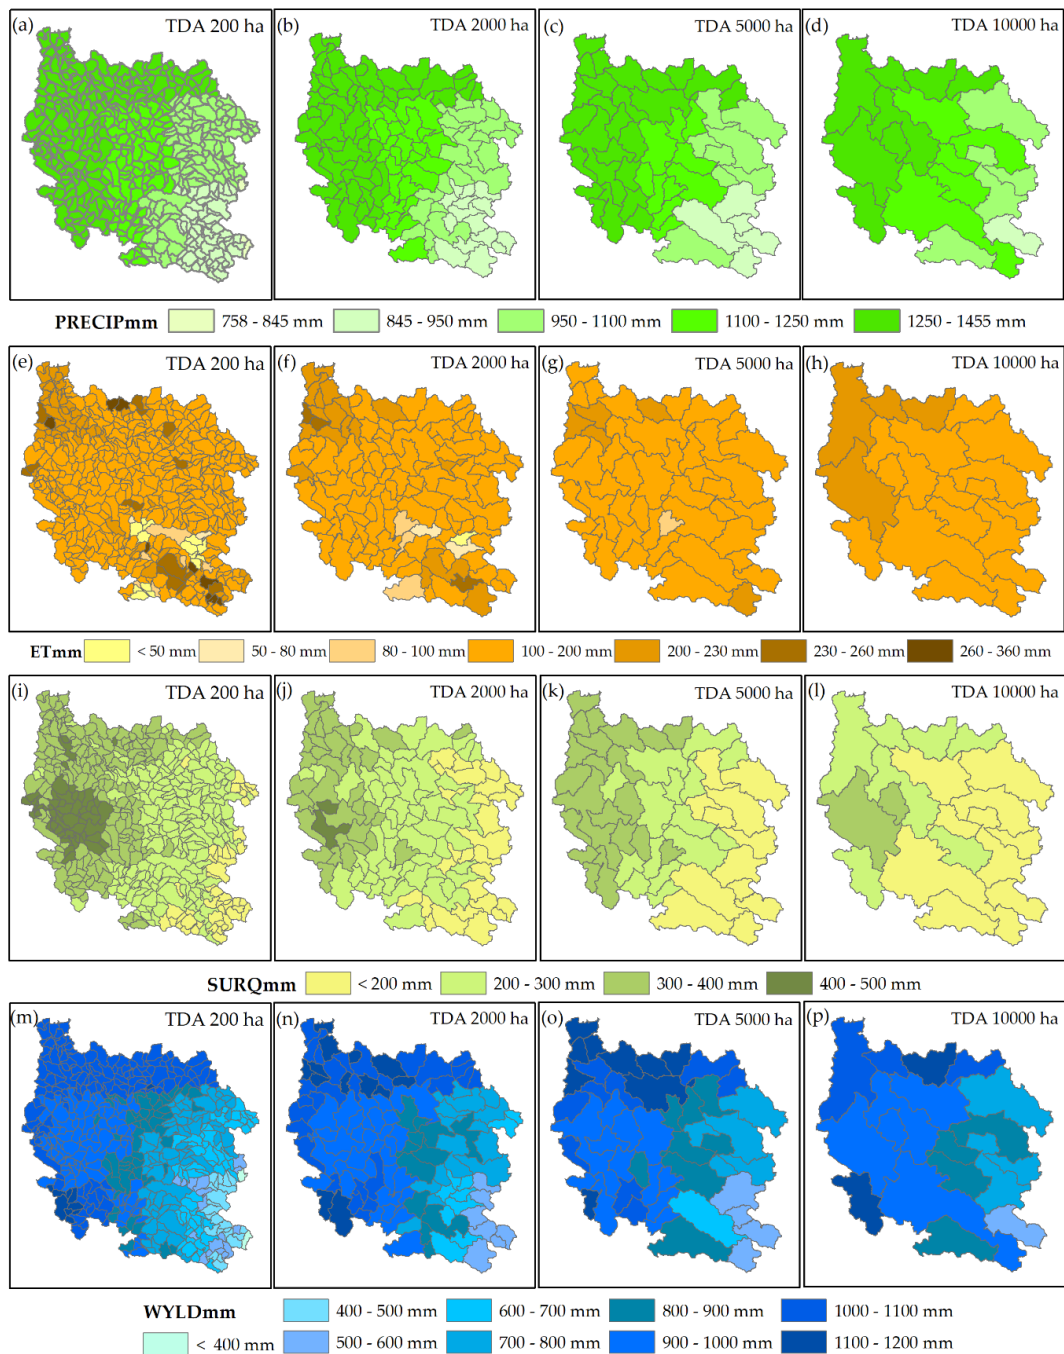 (a) TDA 200 ha (b) TDA 2000 ha (c) TDA 5000 ha (d) TDA 10000 ha
PRECIPmm 758 - 845 mm 845 - 950 mm 950 - 1100 mm 1100 - 1250 mm 1250 - 1455 mm
(e) TDA 200 ha (f) TDA 2000 ha (g) TDA 5000 ha (h) TDA 10000 ha
ETmm < 50 mm 50 - 80 mm 80 - 100 mm 100 - 200 mm 200 - 230 mm 230 - 260 mm 260 - 360 mm
(i) TDA 200 ha (j) TDA 2000 ha (k) TDA 5000 ha (l) TDA 10000 ha
SURQmm < 200 mm 200 - 300 mm 300 - 400 mm 400 - 500 mm
(m) TDA 200 ha (n) TDA 2000 ha (o) TDA 5000 ha (p) TDA 10000 ha
WYLDmm 400 - 500 mm 600 - 700 mm 800 - 900 mm 1000 - 1100 mm
< 400 mm 500 - 600 mm 700 - 800 mm 900 - 1000 mm 1100 - 1200 mm